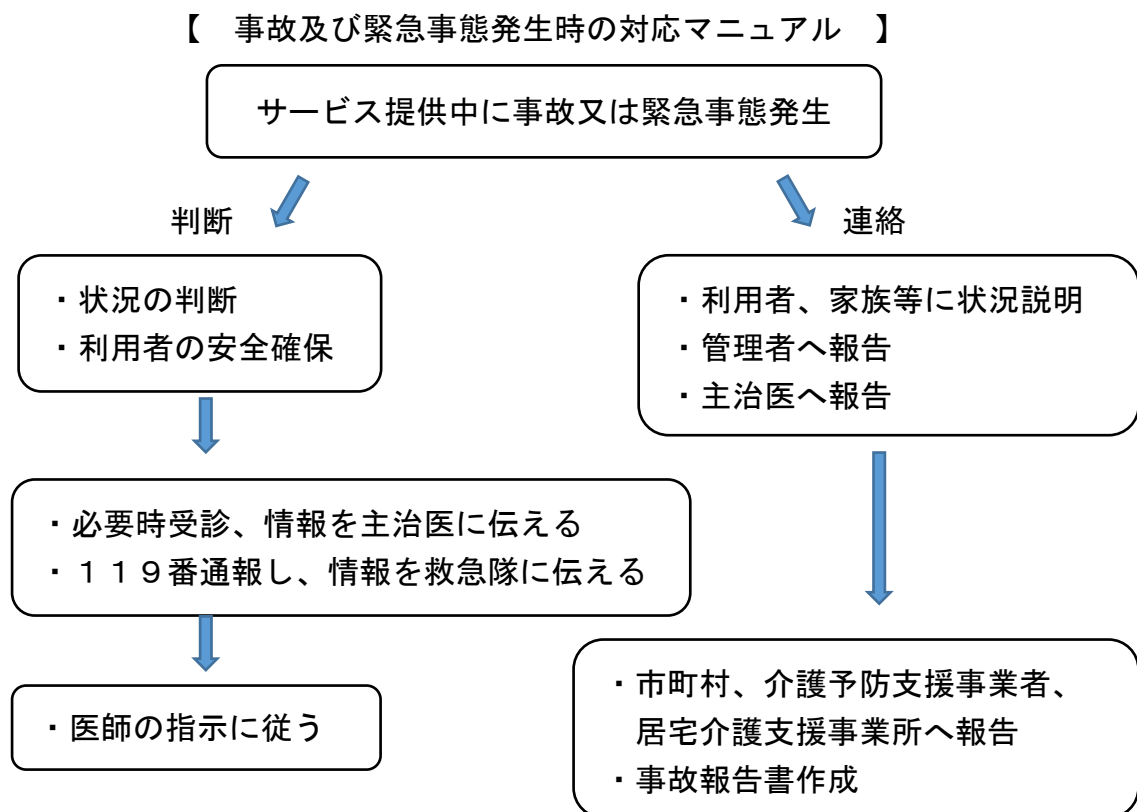 【　事故及び緊急事態発生時の対応マニュアル　】
サービス提供中に事故又は緊急事態発生
判断
連絡
・状況の判断
・利用者の安全確保
・利用者、家族等に状況説明
・管理者へ報告
・主治医へ報告
・必要時受診、情報を主治医に伝える
・１１９番通報し、情報を救急隊に伝える
・医師の指示に従う
・市町村、介護予防支援事業者、
居宅介護支援事業所へ報告
・事故報告書作成